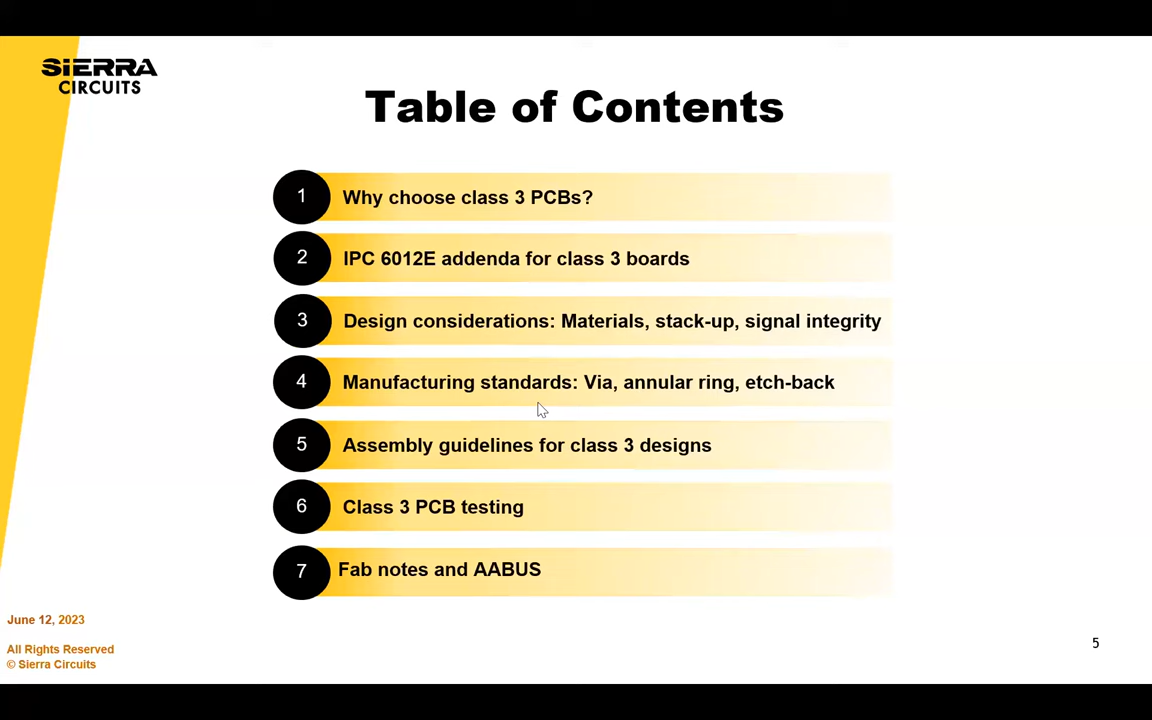 SIERRA
CIRCUITS
Table of Contents
1 Why choose class 3 PCBs?
2 IPC 6012E addenda for class 3 boards
3 Design considerations: Materials, stack-up, signal integrity
4 Manufacturing standards: Via, annular ring, etch-back
5 Assembly guidelines for class 3 designs
6 Class 3 PCB testing
7 Fab notes and AABUS
June 12, 2023
All Rights Reserved
© Sierra Circuits
5